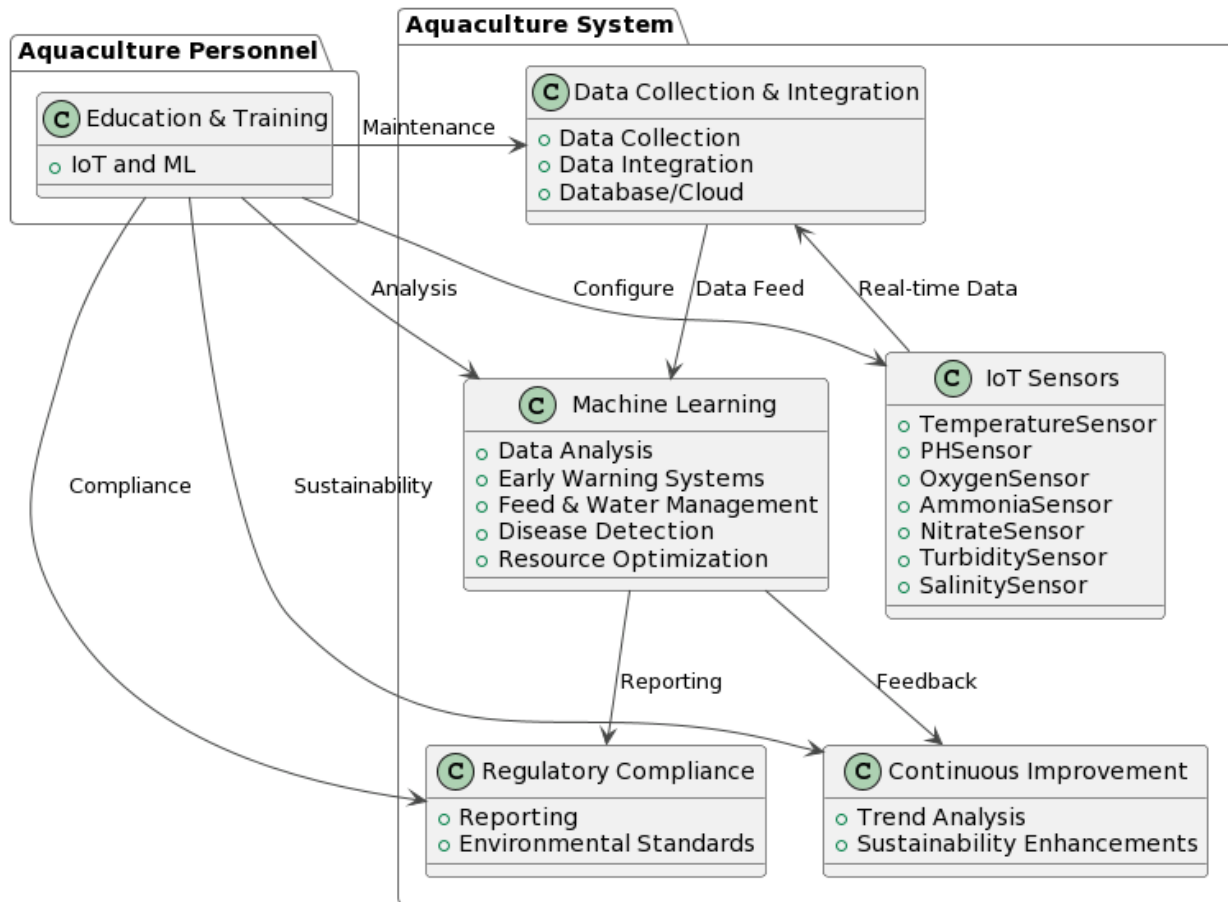 Aquaculture System
Aquaculture Personnel
C Data Collection & Integration
Data Collection
Data Integration
Database/Cloud
C Education & Training
IoT and ML
Maintenance
Analysis
Configure
Data Feed
Real-time Data
C IoT Sensors
TemperatureSensor
PHSensor
OxygenSensor
AmmoniaSensor
NitrateSensor
TurbiditySensor
SalinitySensor
C Machine Learning
Data Analysis
Early Warning Systems
Feed & Water Management
Disease Detection
Resource Optimization
Compliance
Sustainability
Reporting
Feedback
C Regulatory Compliance
Reporting
Environmental Standards
C Continuous Improvement
Trend Analysis
Sustainability Enhancements